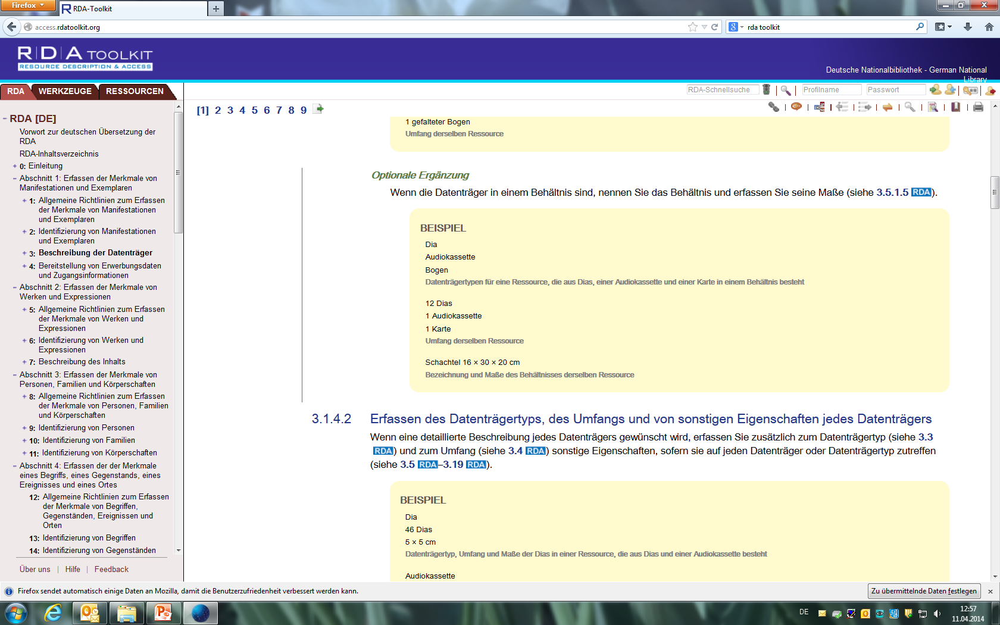 Firefox
RDA-Toolkit
access.rdatoolkit.org
rda toolkit
R|D|A TOOLKIT
RESOURCE DESCRIPTION & ACCESS
Deutsche Nationalbibliothek - German National
Library
RDA
WERKZEUGE
RESSOURCEN
RDA-Schnellsuche
Profilname
Passwort
RDA [DE]
Vorwort zur deutschen Übersetzung der
RDA
RDA-Inhaltsverzeichnis
0: Einleitung
Abschnitt 1: Erfassen der Merkmale von
Manifestationen und Exemplaren
1: Allgemeine Richtlinien zum Erfassen
der Merkmale von Manifestationen
und Exemplaren
2: Identifizierung von Manifestationen
und Exemplaren
3: Beschreibung der Datenträger
4: Bereitstellung von Erwerbungsdaten
und Zugangsinformationen
Abschnitt 2: Erfassen der Merkmale von
Werken und Expressionen
5: Allgemeine Richtlinien zum Erfassen
der Merkmale von Werken und
Expressionen
6: Identifizierung von Werken und
Expressionen
7: Beschreibung des Inhalts
Abschnitt 3: Erfassen der Merkmale von
Personen, Familien und Körperschaften
8: Allgemeine Richtlinien zum Erfassen
der Merkmale von Personen, Familien
und Körperschaften
9: Identifizierung von Personen
10: Identifizierung von Familien
11: Identifizierung von Körperschaften
Abschnitt 4: Erfassen der der Merkmale
eines Begriffs, eines Gegenstands, eines
Ereignisses und eines Ortes
12: Allgemeine Richtlinien zum Erfassen
der Merkmale von Begriffen,
Gegenständen, Ereignissen und
Orten
13: Identifizierung von Begriffen
14: Identifizierung von Gegenständen
Über uns | Hilfe | Feedback
[1] 2 3 4 5 6 7 8 9
1 gefalteter Bogen
Umfang derselben Ressource
Optionale Ergänzung
Wenn die Datenträger in einem Behältnis sind, nennen Sie das Behältnis und erfassen Sie seine Maße (siehe 3.5.1.5 RDA).
BEISPIEL
Dia
Audiokassette
Bogen
Datenträgertypen für eine Ressource, die aus Dias, einer Audiokassette und einer Karte in einem Behältnis besteht
12 Dias
1 Audiokassette
1 Karte
Umfang derselben Ressource
Schachtel 16 × 30 × 20 cm
Bezeichnung und Maße des Behältnisses derselben Ressource
3.1.4.2 Erfassen des Datenträgertyps, des Umfangs und von sonstigen Eigenschaften jedes Datenträgers
Wenn eine detaillierte Beschreibung jedes Datenträgers gewünscht wird, erfassen Sie zusätzlich zum Datenträgertyp (siehe 3.3
RDA) und zum Umfang (siehe 3.4 RDA) sonstige Eigenschaften, sofern sie auf jeden Datenträger oder Datenträgertyp zutreffen
(siehe 3.5 RDA–3.19 RDA).
BEISPIEL
Dia
46 Dias
5 × 5 cm
Datenträgertyp, Umfang und Maße der Dias in einer Ressource, die aus Dias und einer Audiokassette besteht
Audiokassette
Firefox sendet automatisch einige Daten an Mozilla, damit die Benutzerzufriedenheit verbessert werden kann.
Zu übermittelnde Daten festlegen
DE
12:57
11.04.2014